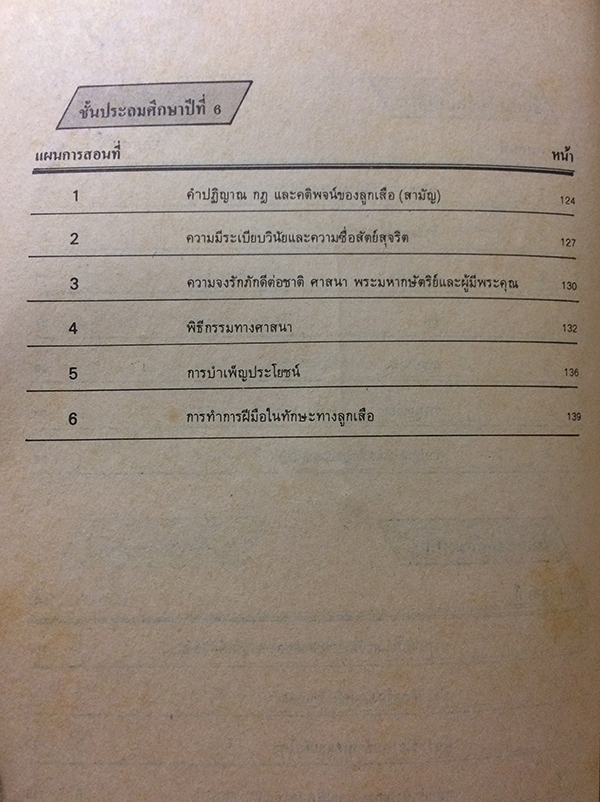 ชั้นประถมศึกษาปีที่ 6
แผนการสอนที่ หน้า
1 คำปฏิญาณ กฎ และคติพจน์ของลูกเสือ (สามัญ) 124
2 ความมีระเบียบวินัยและความซื่อสัตย์สุจริต 127
3 ความจงรักภักดีต่อชาติ ศาสนา พระมหากษัตริย์และผู้มีพระคุณ 130
4 พิธีกรรมทางศาสนา 132
5 การบำเพ็ญประโยชน์ 136
6 การทำการฝีมือในทักษะทางลูกเสือ 139